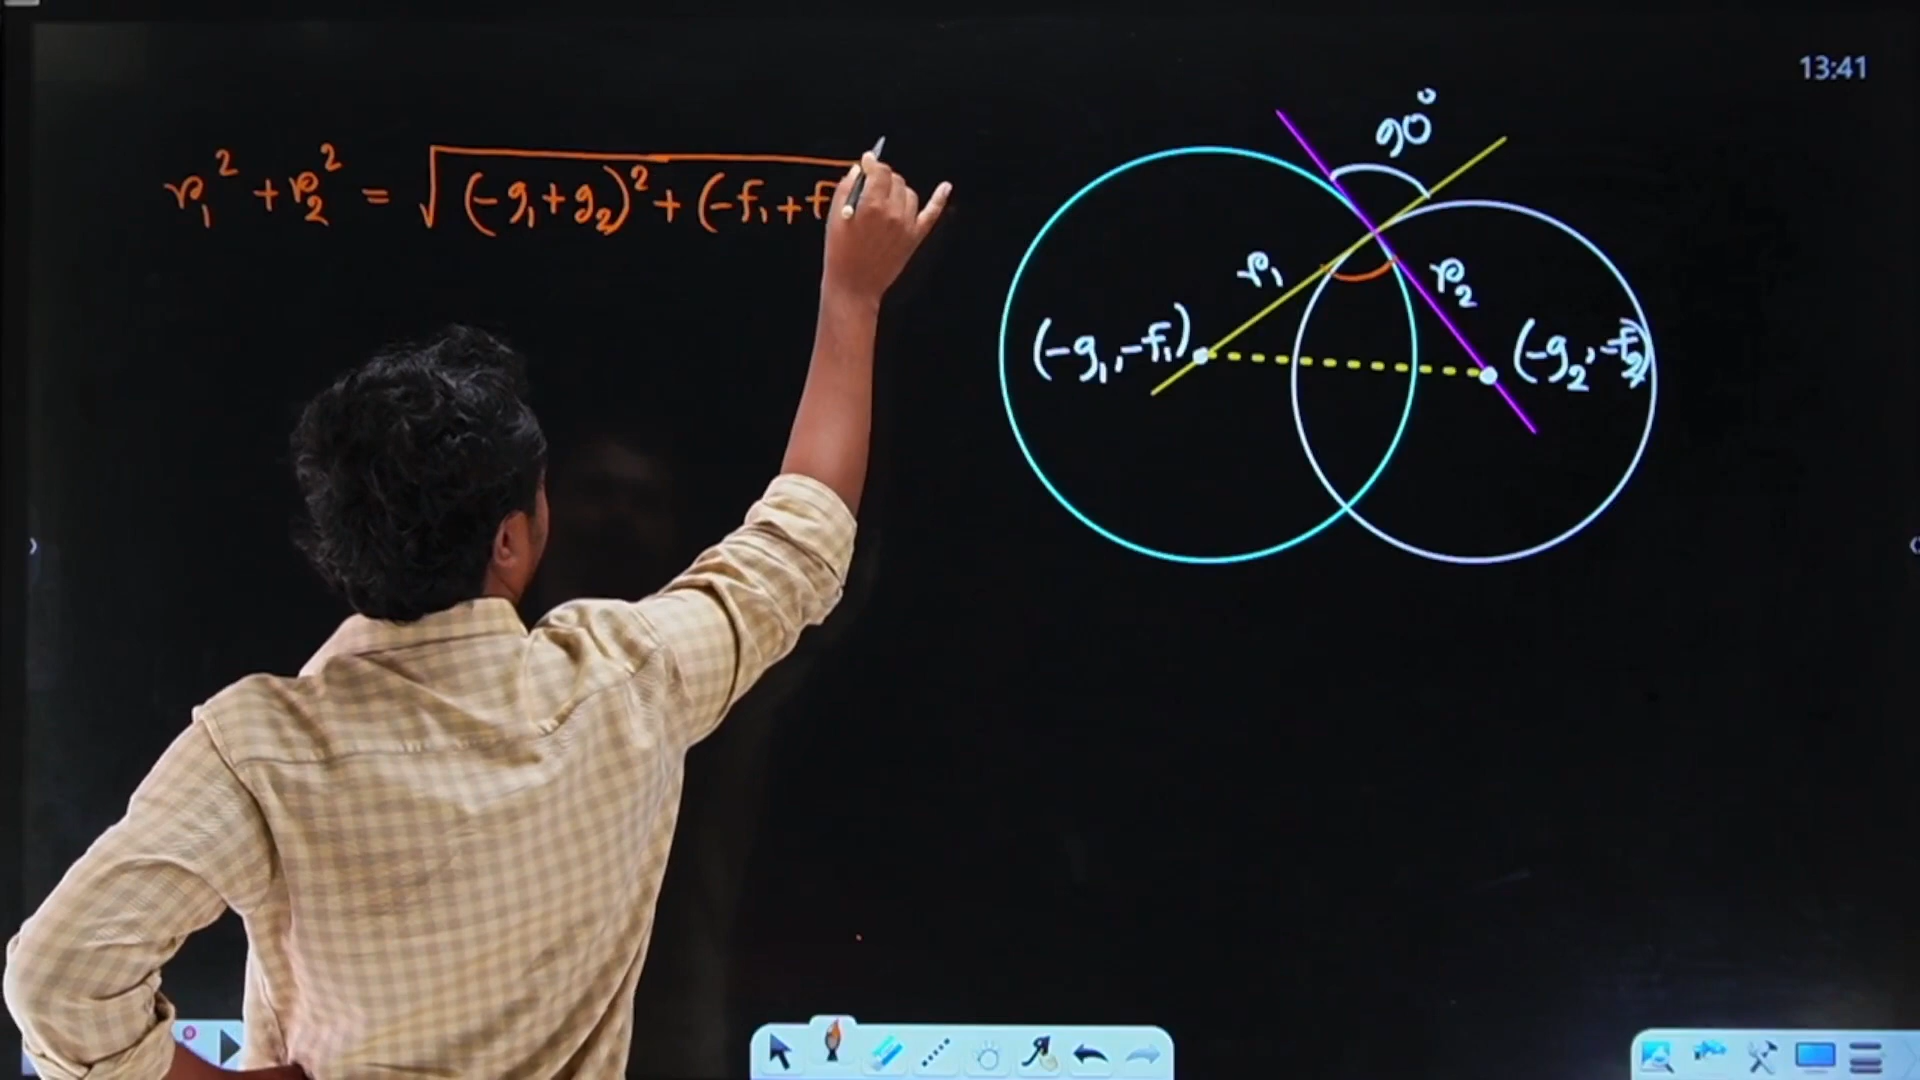 13:41
r₁² + r₂² = √(-g₁+g₂)² + (-f₁+f
90°
r₁
r₂
(-g₁,-f₁)
(-g₂,-f₂)